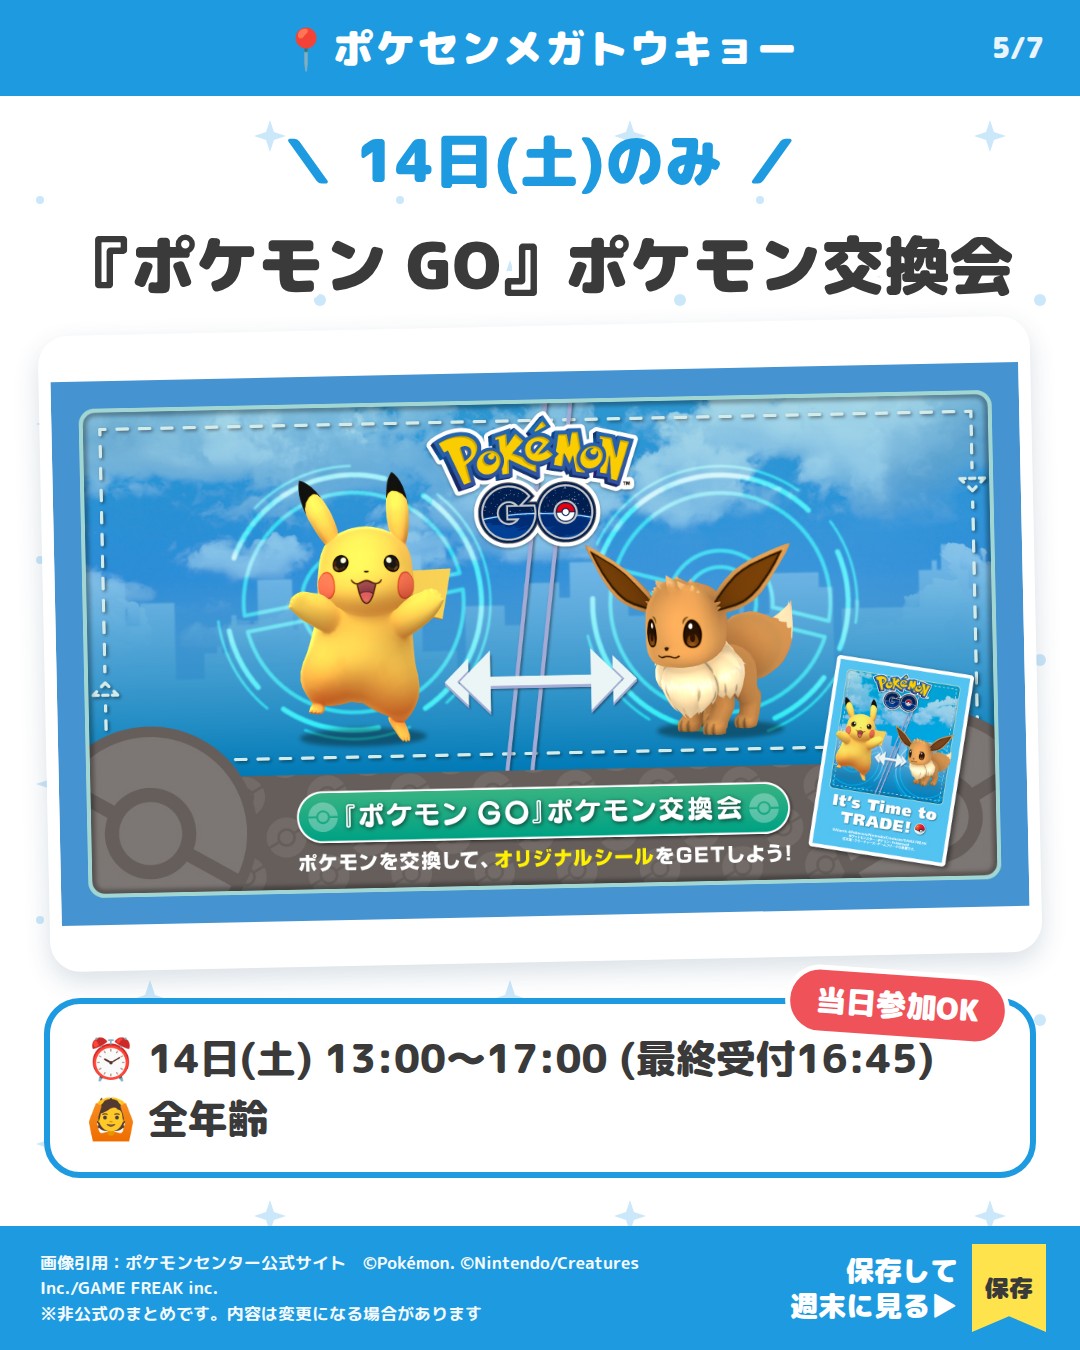 📍ポケセンメガトウキョー
5/7
\ 14日(土)のみ /
『ポケモン GO』ポケモン交換会
POKéMON
GO
『ポケモン GO』ポケモン交換会
ポケモンを交換して、オリジナルシールをGETしよう!
POKéMON
GO
It's Time to
TRADE!
当日参加OK
⏰ 14日(土) 13:00〜17:00 (最終受付16:45)
🙆 全年齢
画像引用：ポケモンセンター公式サイト　©Pokémon. ©Nintendo/Creatures
Inc./GAME FREAK inc.
※非公式のまとめです。内容は変更になる場合があります
保存して
週末に見る▶
保存